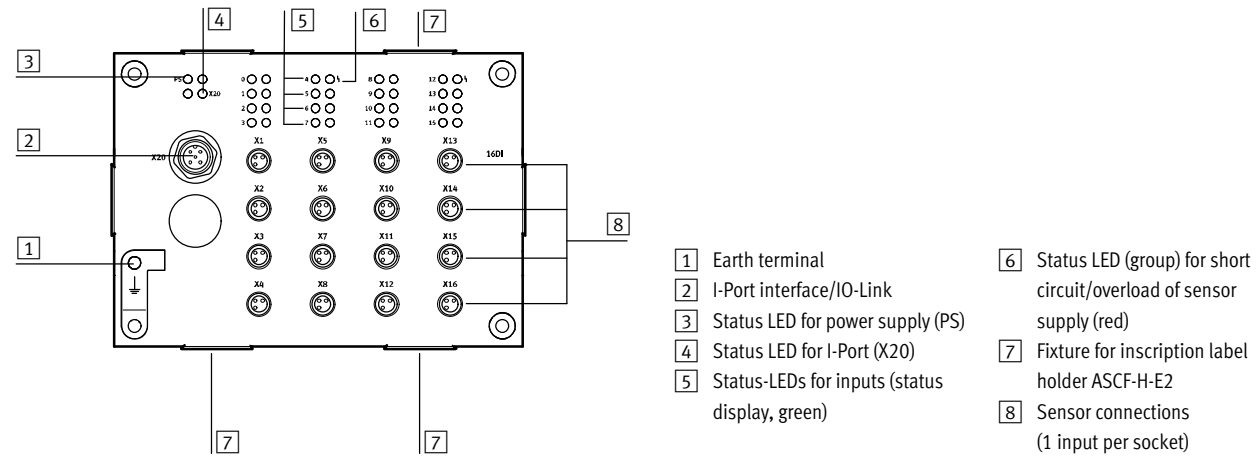 4 5 6 7
3
PS 0 4 8 12
X20 1 5 9 13
2 6 10 14
3 7 11 15
X1 X5 X9 X13
2
X20
16DI
X2 X6 X10 X14
8
X3 X7 X11 X15
1
X4 X8 X12 X16
7 7
1 Earth terminal
2 I-Port interface/IO-Link
3 Status LED for power supply (PS)
4 Status LED for I-Port (X20)
5 Status-LEDs for inputs (status
display, green)
6 Status LED (group) for short
circuit/overload of sensor
supply (red)
7 Fixture for inscription label
holder ASCF-H-E2
8 Sensor connections
(1 input per socket)